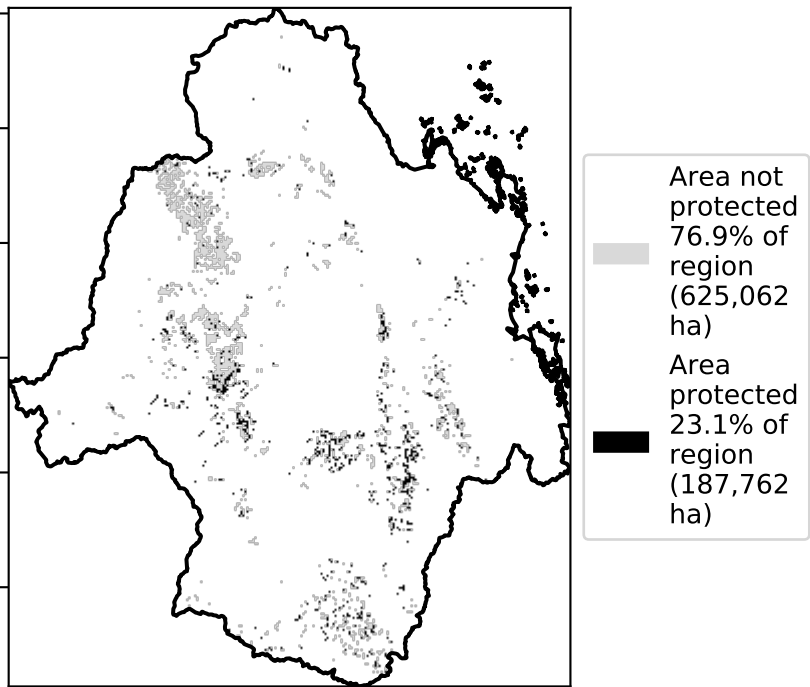 Area not
protected
76.9% of
region
(625,062
ha)
Area
protected
23.1% of
region
(187,762
ha)